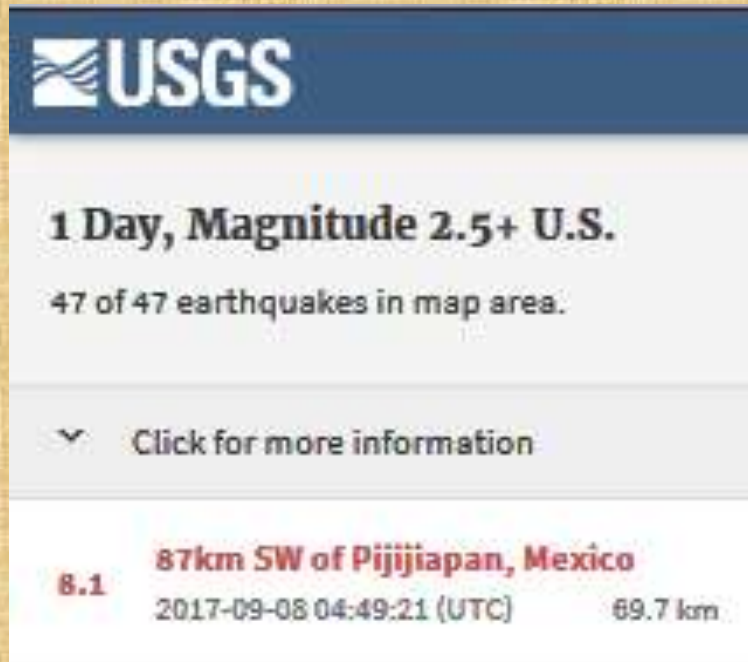 USGS
1 Day, Magnitude 2.5+ U.S.
47 of 47 earthquakes in map area.
Click for more information
87km SW of Pijijiapan, Mexico
8.1
2017-09-08 04:49:21 (UTC) 69.7 km